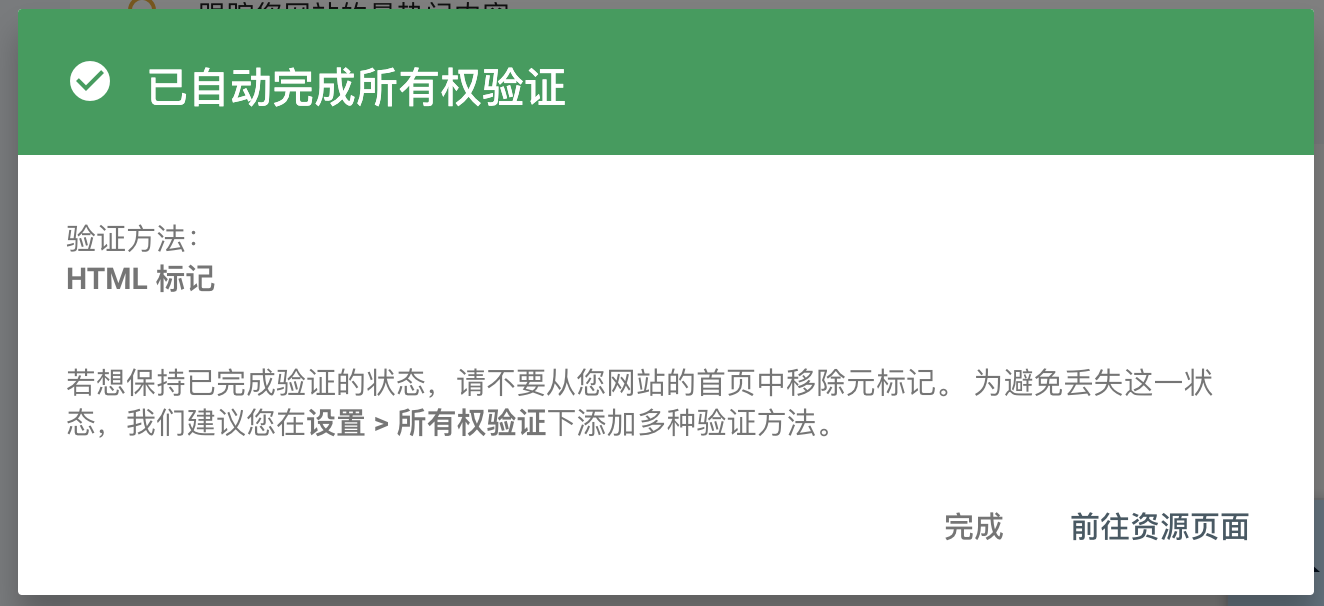 已自动完成所有权验证
验证方法：
HTML 标记
若想保持已完成验证的状态，请不要从您网站的首页中移除元标记。 为避免丢失这一状
态，我们建议您在设置 > 所有权验证下添加多种验证方法。
完成 前往资源页面